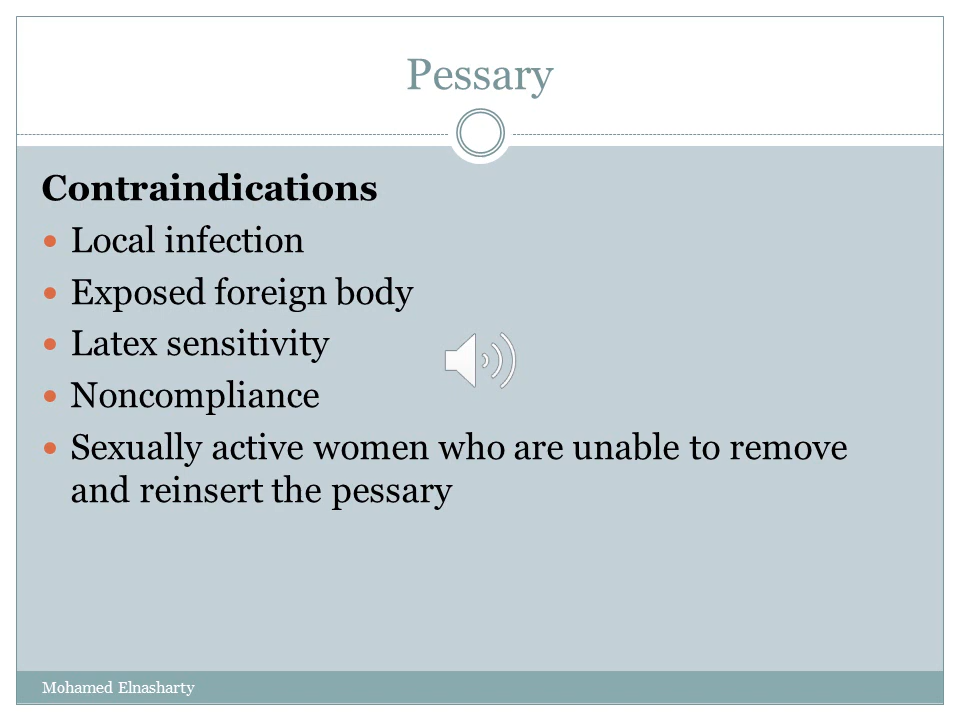 Pessary
Contraindications
Local infection
Exposed foreign body
Latex sensitivity
Noncompliance
Sexually active women who are unable to remove
and reinsert the pessary
Mohamed Elnasharty